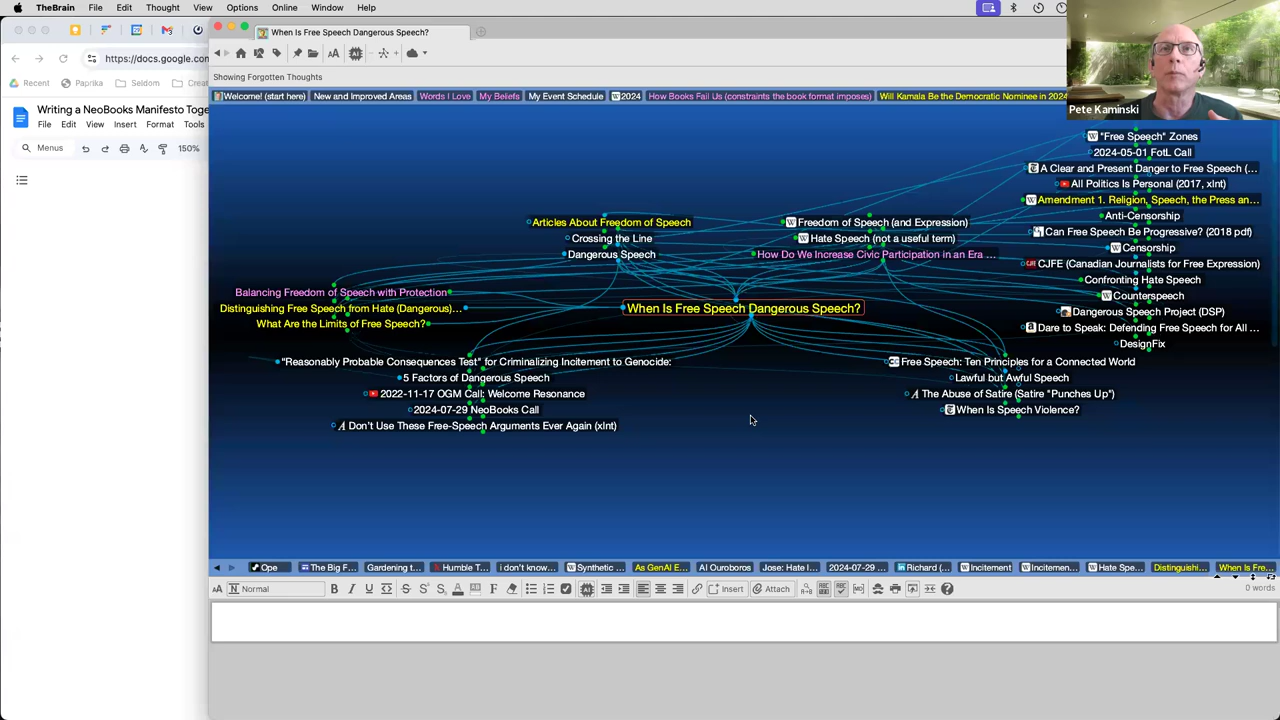 TheBrain File Edit Thought View Options Online Window Help
When Is Free Speech Dangerous Speech?
https://docs.google.com
Recent Paprika Seldom
Showing Forgotten Thoughts
Welcome! (start here) New and Improved Areas Words I Love My Beliefs My Event Schedule 2024 How Books Fail Us (constraints the book format imposes) Will Kamala Be the Democratic Nominee in 2024
Pete Kaminski
Writing a NeoBooks Manifesto Toge
File Edit View Insert Format Tools
Menus 150%
"Free Speech" Zones
2024-05-01 FotL Call
A Clear and Present Danger to Free Speech (...
All Politics Is Personal (2017, xlnt)
Amendment 1. Religion, Speech, the Press an...
Anti-Censorship
Can Free Speech Be Progressive? (2018 pdf)
Censorship
CJFE (Canadian Journalists for Free Expression)
Confronting Hate Speech
Counterspeech
Dangerous Speech Project (DSP)
Dare to Speak: Defending Free Speech for All ...
DesignFix
Articles About Freedom of Speech
Crossing the Line
Dangerous Speech
Freedom of Speech (and Expression)
Hate Speech (not a useful term)
How Do We Increase Civic Participation in an Era ...
Balancing Freedom of Speech with Protection
Distinguishing Free Speech from Hate (Dangerous)...
What Are the Limits of Free Speech?
When Is Free Speech Dangerous Speech?
"Reasonably Probable Consequences Test" for Criminalizing Incitement to Genocide:
5 Factors of Dangerous Speech
2022-11-17 OGM Call: Welcome Resonance
2024-07-29 NeoBooks Call
Don't Use These Free-Speech Arguments Ever Again (xlnt)
Free Speech: Ten Principles for a Connected World
Lawful but Awful Speech
The Abuse of Satire (Satire "Punches Up")
When Is Speech Violence?
Ope The Big F... Gardening t... Humble T... i don't know... Synthetic ... As GenAI E... AI Ouroboros Jose: Hate I... 2024-07-29 ... Richard (... Incitement Incitemen... Hate Spe... Distinguishi... When Is Fre...
Normal B I U Insert Attach 0 words